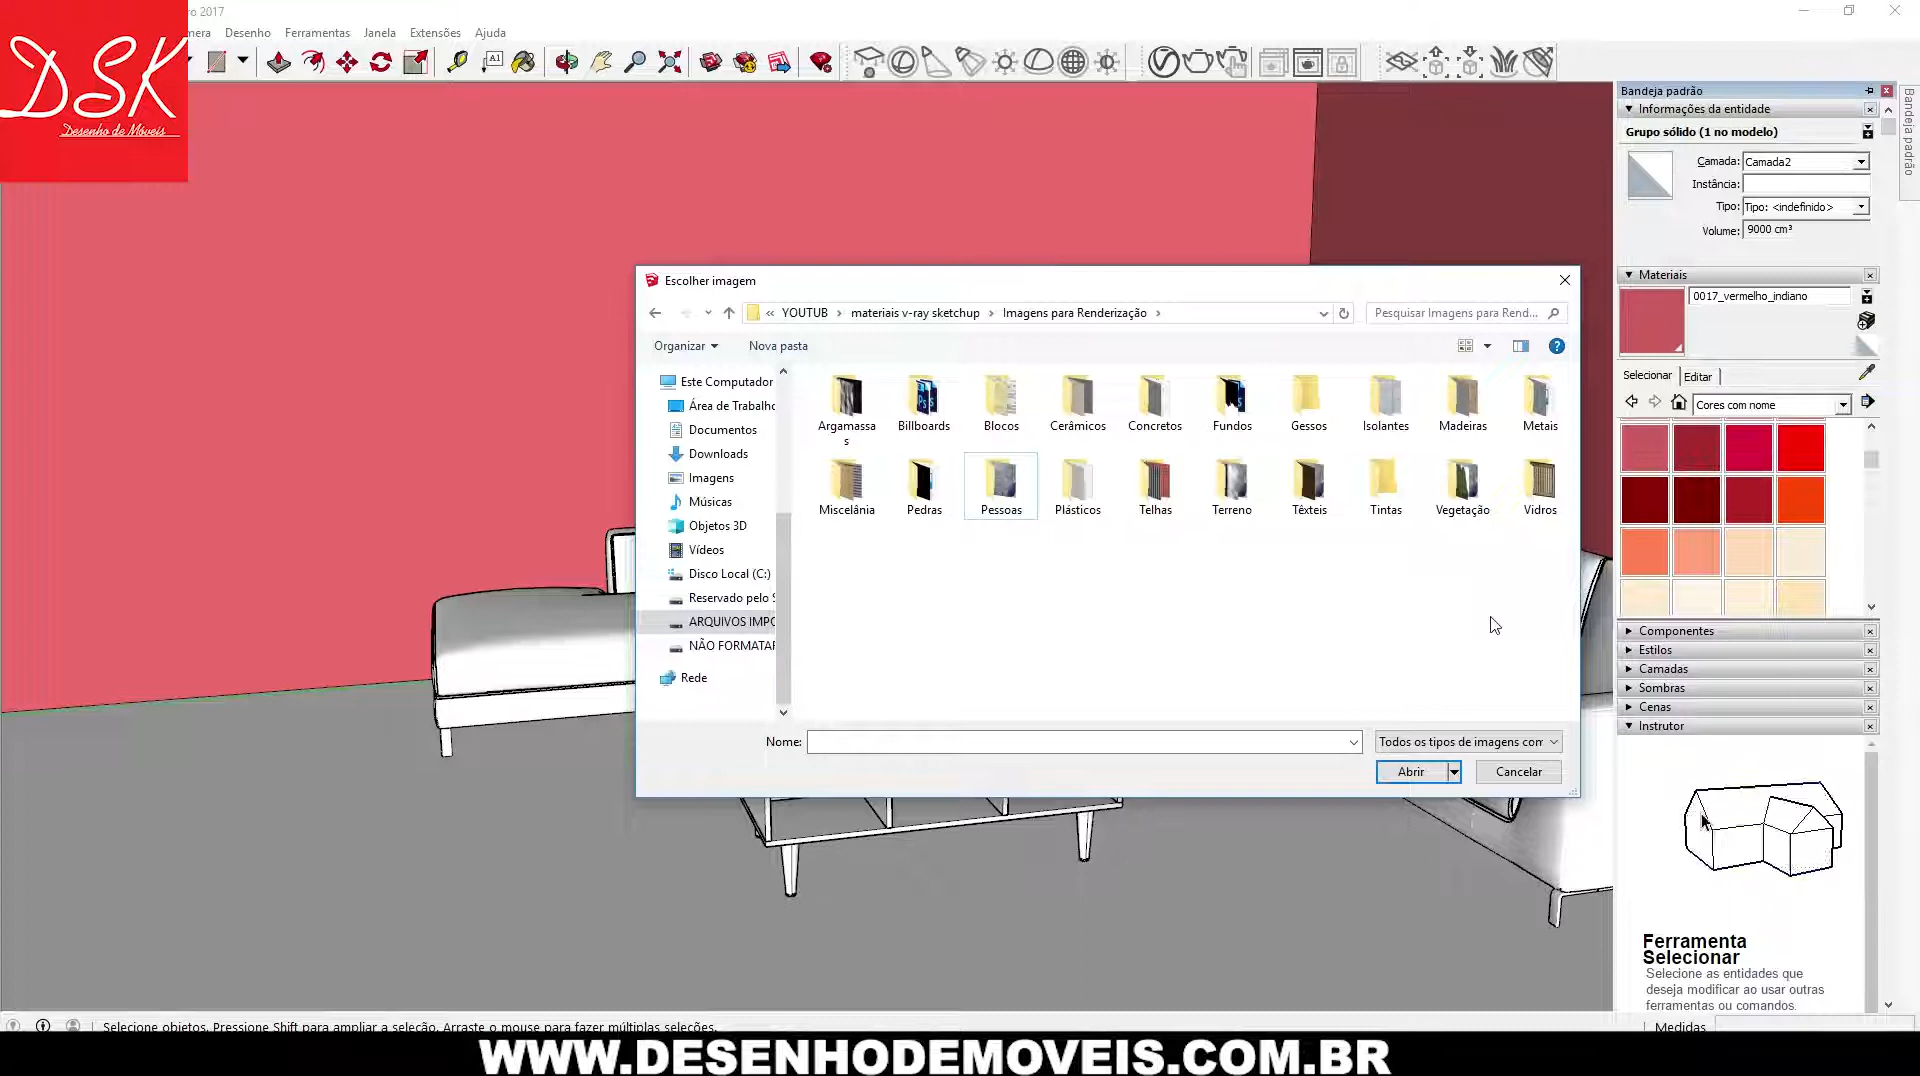 ro 2017
DSK
Desenho de Móveis
mera Desenho Ferramentas Janela Extensões Ajuda
A1
Bandeja padrão
Bandeja padrão
Informações da entidade
Grupo sólido (1 no modelo)
Camada: Camada2
Instância:
Tipo: Tipo: <indefinido>
Volume: 9000 cm³
Materiais
0017_vermelho_indiano
Selecionar Editar
Cores com nome
Componentes
Estilos
Camadas
Sombras
Cenas
Instrutor
Ferramenta
Selecionar
Selecione as entidades que
deseja modificar ao usar outras
ferramentas ou comandos.
Medidas
Escolher imagem
« YOUTUB › materiais v-ray sketchup › Imagens para Renderização ›
Pesquisar Imagens para Rend...
Organizar Nova pasta
Este Computador
Área de Trabalho
Documentos
Downloads
Imagens
Músicas
Objetos 3D
Vídeos
Disco Local (C:)
Reservado pelo S
ARQUIVOS IMPO
NÃO FORMATAR
Rede
Argamassa
s
Billboards Blocos Cerâmicos Concretos Fundos Gessos Isolantes Madeiras Metais
Miscelânia Pedras Pessoas Plásticos Telhas Terreno Têxteis Tintas Vegetação Vidros
Nome:
Todos os tipos de imagens com
Abrir Cancelar
Selecione objetos. Pressione Shift para ampliar a seleção. Arraste o mouse para fazer múltiplas seleções.
WWW.DESENHODEMOVEIS.COM.BR